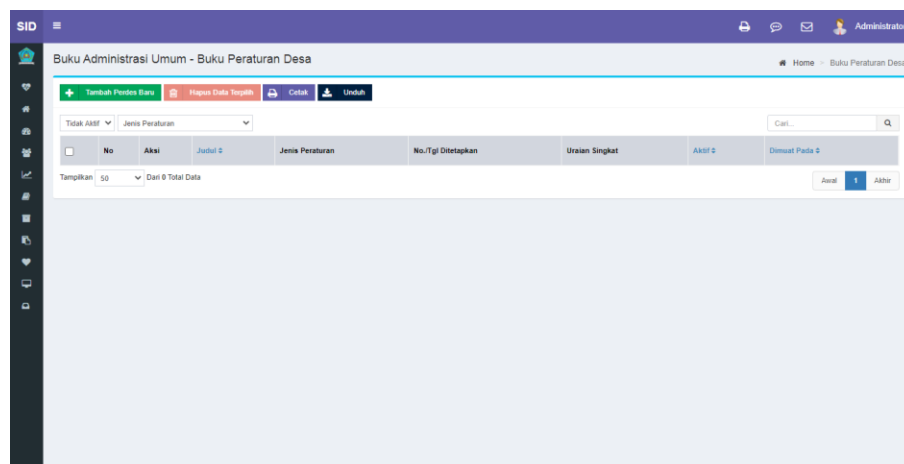 SID Administrato
Buku Administrasi Umum - Buku Peraturan Desa Home Buku Peraturan Desa
Tambah Perdes Baru Hapus Data Terpilih Cetak Unduh
Tidak Aktif Jenis Peraturan Cari...
No Aksi Judul Jenis Peraturan No./Tgl Ditetapkan Uraian Singkat Aktif Dimuat Pada
Tampilkan 50 Dari 0 Total Data Awal 1 Akhir